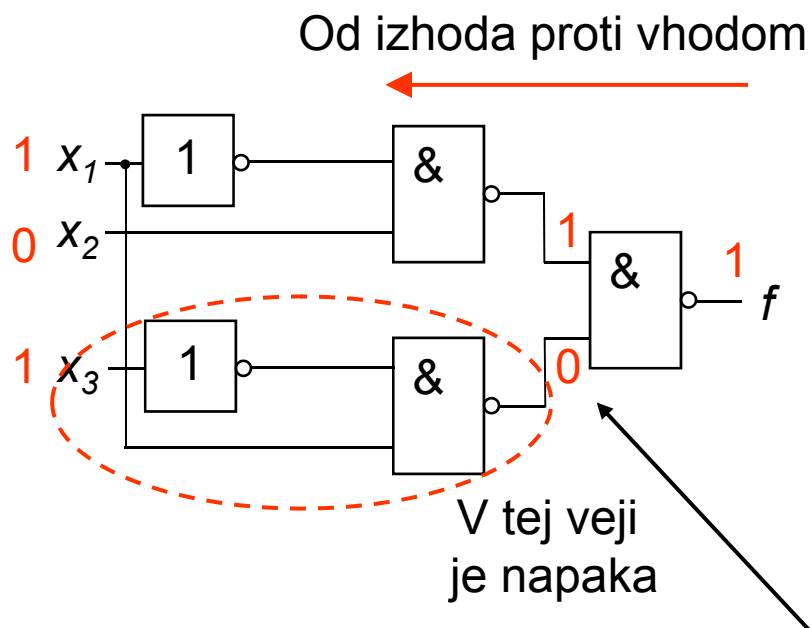 Od izhoda proti vhodom
1 x₁
1
&
0 x₂
1
&
1
f
1 x₃
1
&
0
V tej veji
je napaka